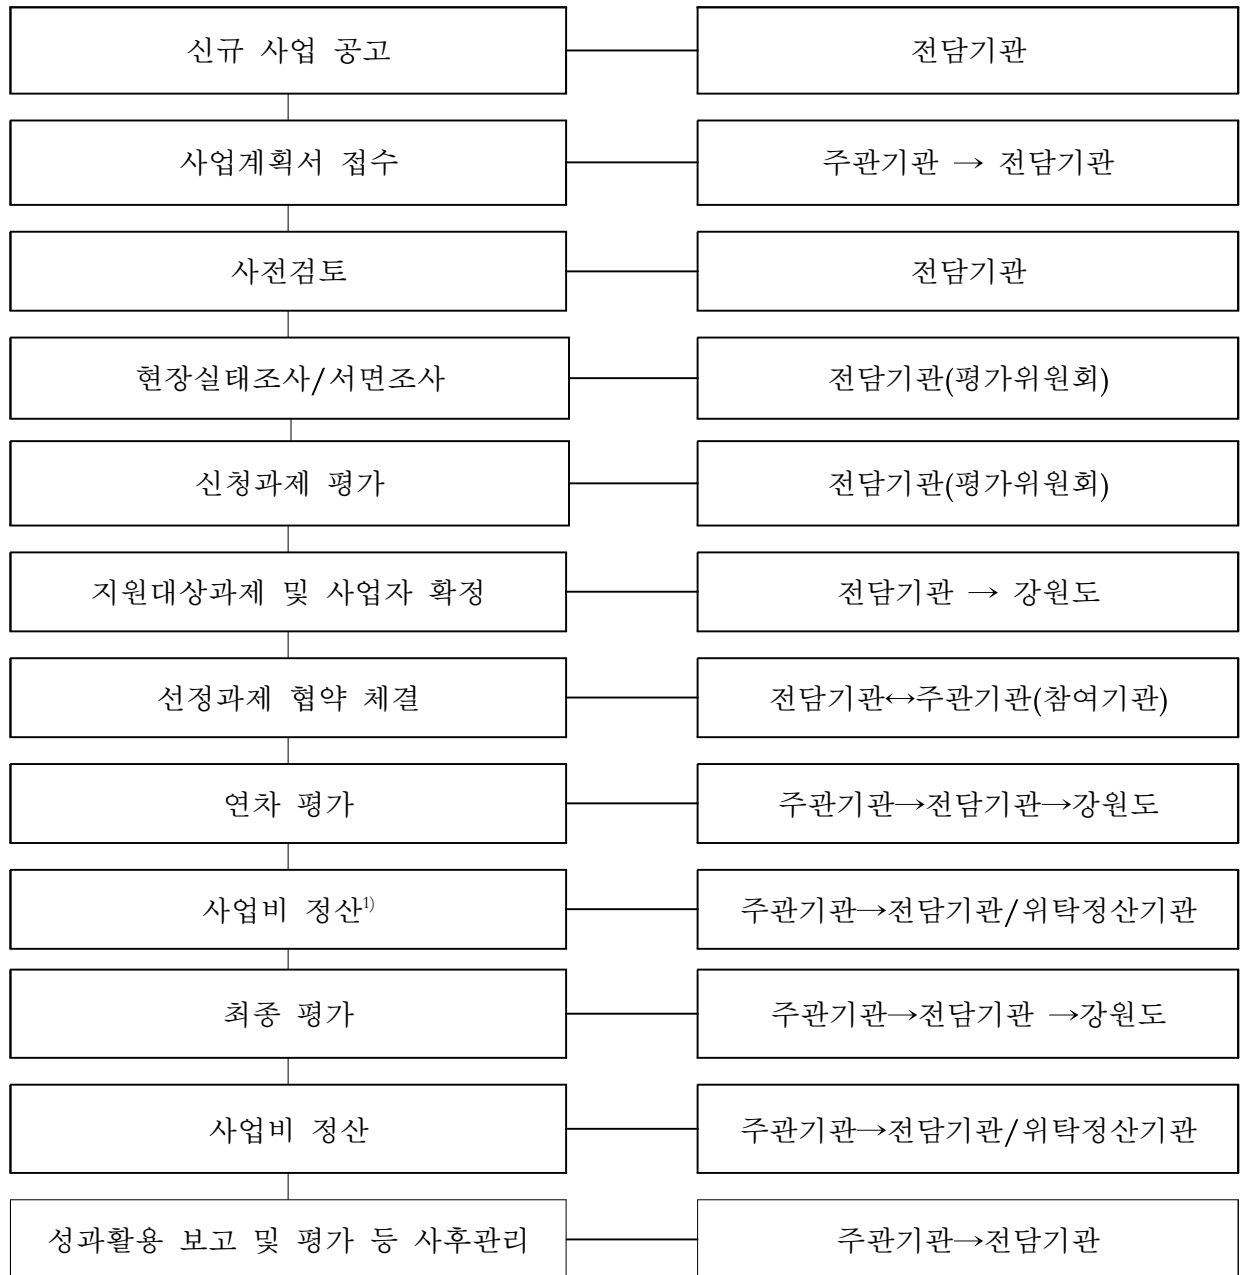 신규 사업 공고
전담기관
사업계획서 접수
주관기관 → 전담기관
사전검토
전담기관
현장실태조사/서면조사
전담기관(평가위원회)
신청과제 평가
전담기관(평가위원회)
지원대상과제 및 사업자 확정
전담기관 → 강원도
선정과제 협약 체결
전담기관↔주관기관(참여기관)
연차 평가
주관기관→전담기관→강원도
사업비 정산1)
주관기관→전담기관/위탁정산기관
최종 평가
주관기관→전담기관 →강원도
사업비 정산
주관기관→전담기관/위탁정산기관
성과활용 보고 및 평가 등 사후관리
주관기관→전담기관